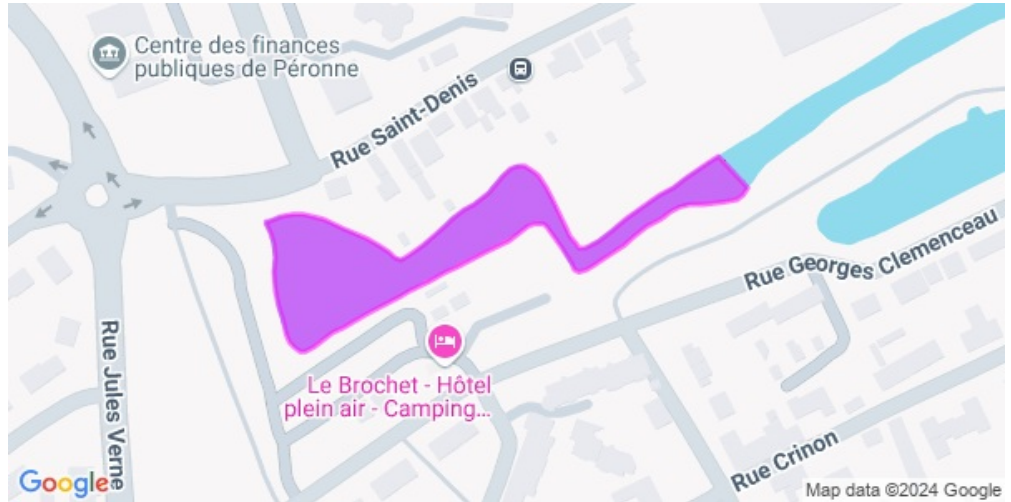 Centre des finances
publiques de Péronne
Rue Saint-Denis
Rue Georges Clemenceau
Rue Jules Verne
Le Brochet - Hôtel
plein air - Camping...
Rue Crinon
Google
Map data ©2024 Google